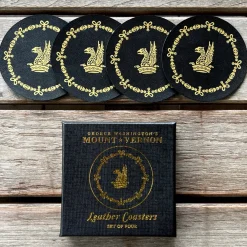 GEORGE WASHINGTON'S
MOUNT VERNON
Leather Coasters
SET OF FOUR